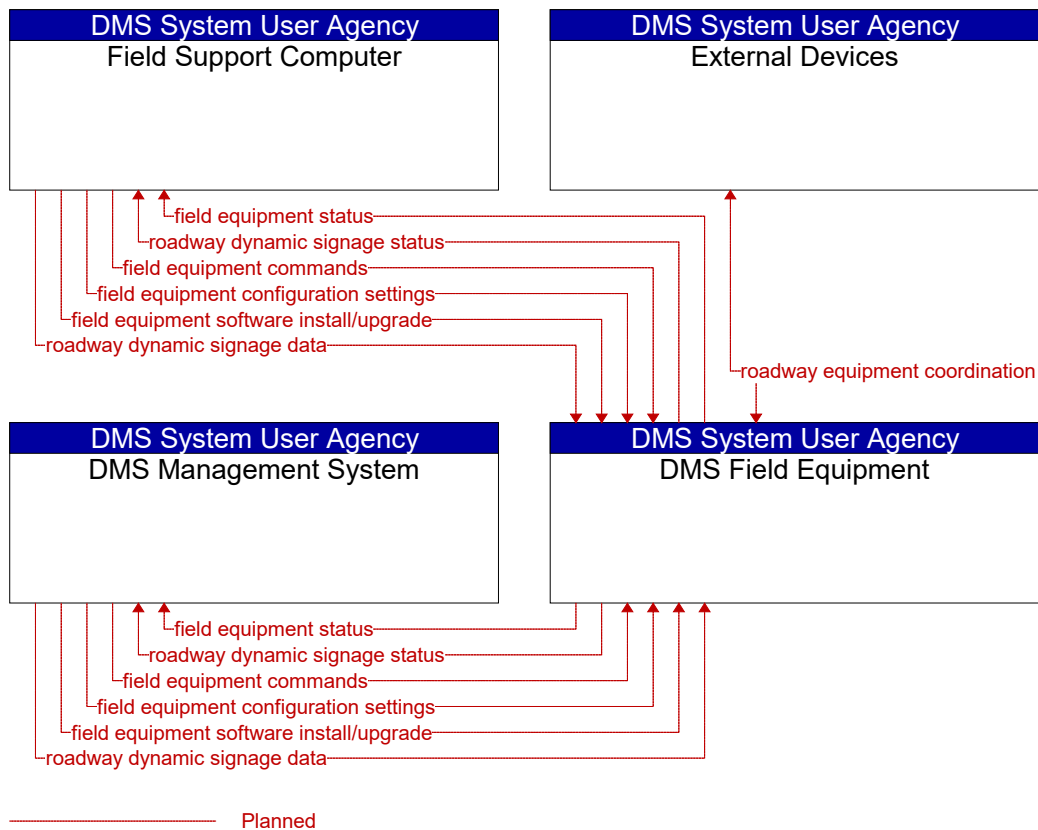 DMS System User Agency
Field Support Computer
DMS System User Agency
External Devices
field equipment status
roadway dynamic signage status
field equipment commands
field equipment configuration settings
field equipment software install/upgrade
roadway dynamic signage data
roadway equipment coordination
DMS System User Agency
DMS Management System
DMS System User Agency
DMS Field Equipment
field equipment status
roadway dynamic signage status
field equipment commands
field equipment configuration settings
field equipment software install/upgrade
roadway dynamic signage data
Planned